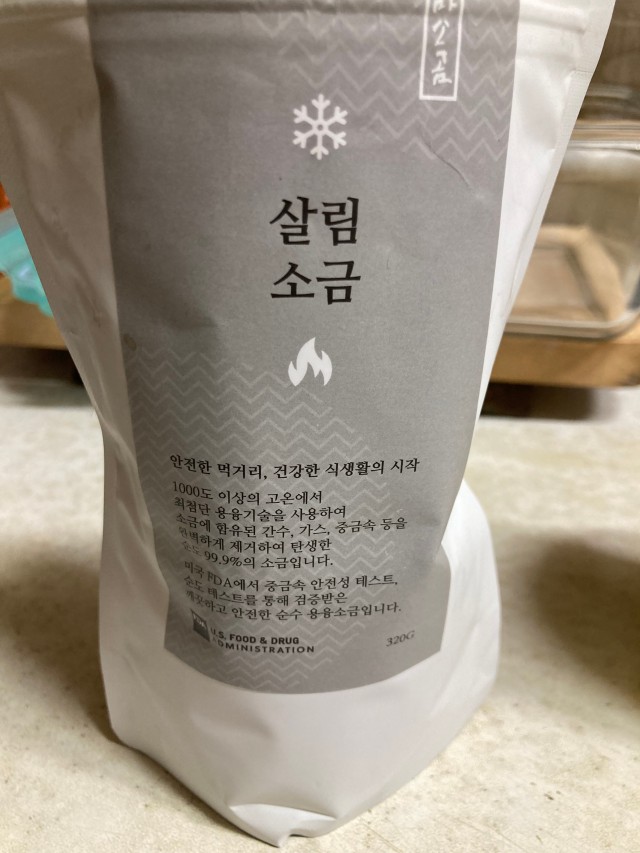 소금
살림
소금
안전한 먹거리, 건강한 식생활의 시작
1000도 이상의 고온에서
최첨단 용융기술을 사용하여
소금에 함유된 간수, 가스, 중금속 등을
완벽하게 제거하여 탄생한
순도 99.9%의 소금입니다.
미국 FDA에서 중금속 안전성 테스트,
순도 테스트를 통해 검증받은
깨끗하고 안전한 순수 용융소금입니다.
U.S. FOOD & DRUG
ADMINISTRATION
320G